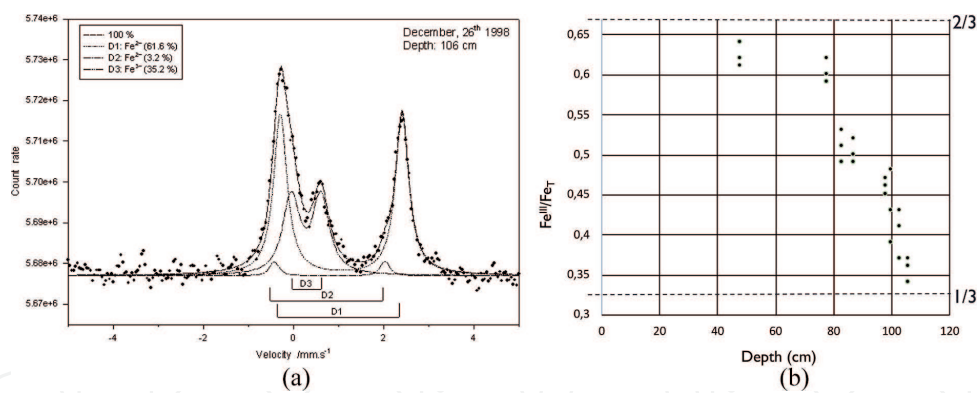 5.74e+6
5.73e+6
5.72e+6
5.71e+6
5.70e+6
5.69e+6
5.68e+6
5.67e+6
Count rate
100 %
D1: Fe²⁺ (61.6 %)
D2: Fe²⁺ (3.2 %)
D3: Fe³⁺ (35.2 %)
December, 26th 1998
Depth: 106 cm
D3
D2
D1
-4 -2 0 2 4
Velocity /mm.s⁻¹
(a)
0,65
0,6
0,55
0,5
0,45
0,4
0,35
0,3
Feᴵᴵᴵ/Feᴛ
2/3
1/3
0 20 40 60 80 100 120
Depth (cm)
(b)